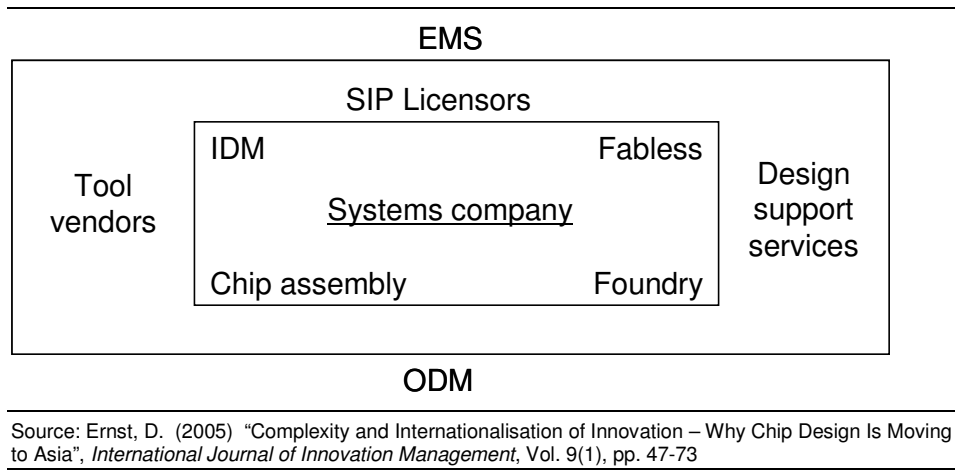 EMS
SIP Licensors
IDM
Fabless
Tool
vendors
Systems company
Design
support
services
Chip assembly
Foundry
ODM
Source: Ernst, D. (2005) “Complexity and Internationalisation of Innovation – Why Chip Design Is Moving
to Asia”, International Journal of Innovation Management, Vol. 9(1), pp. 47-73